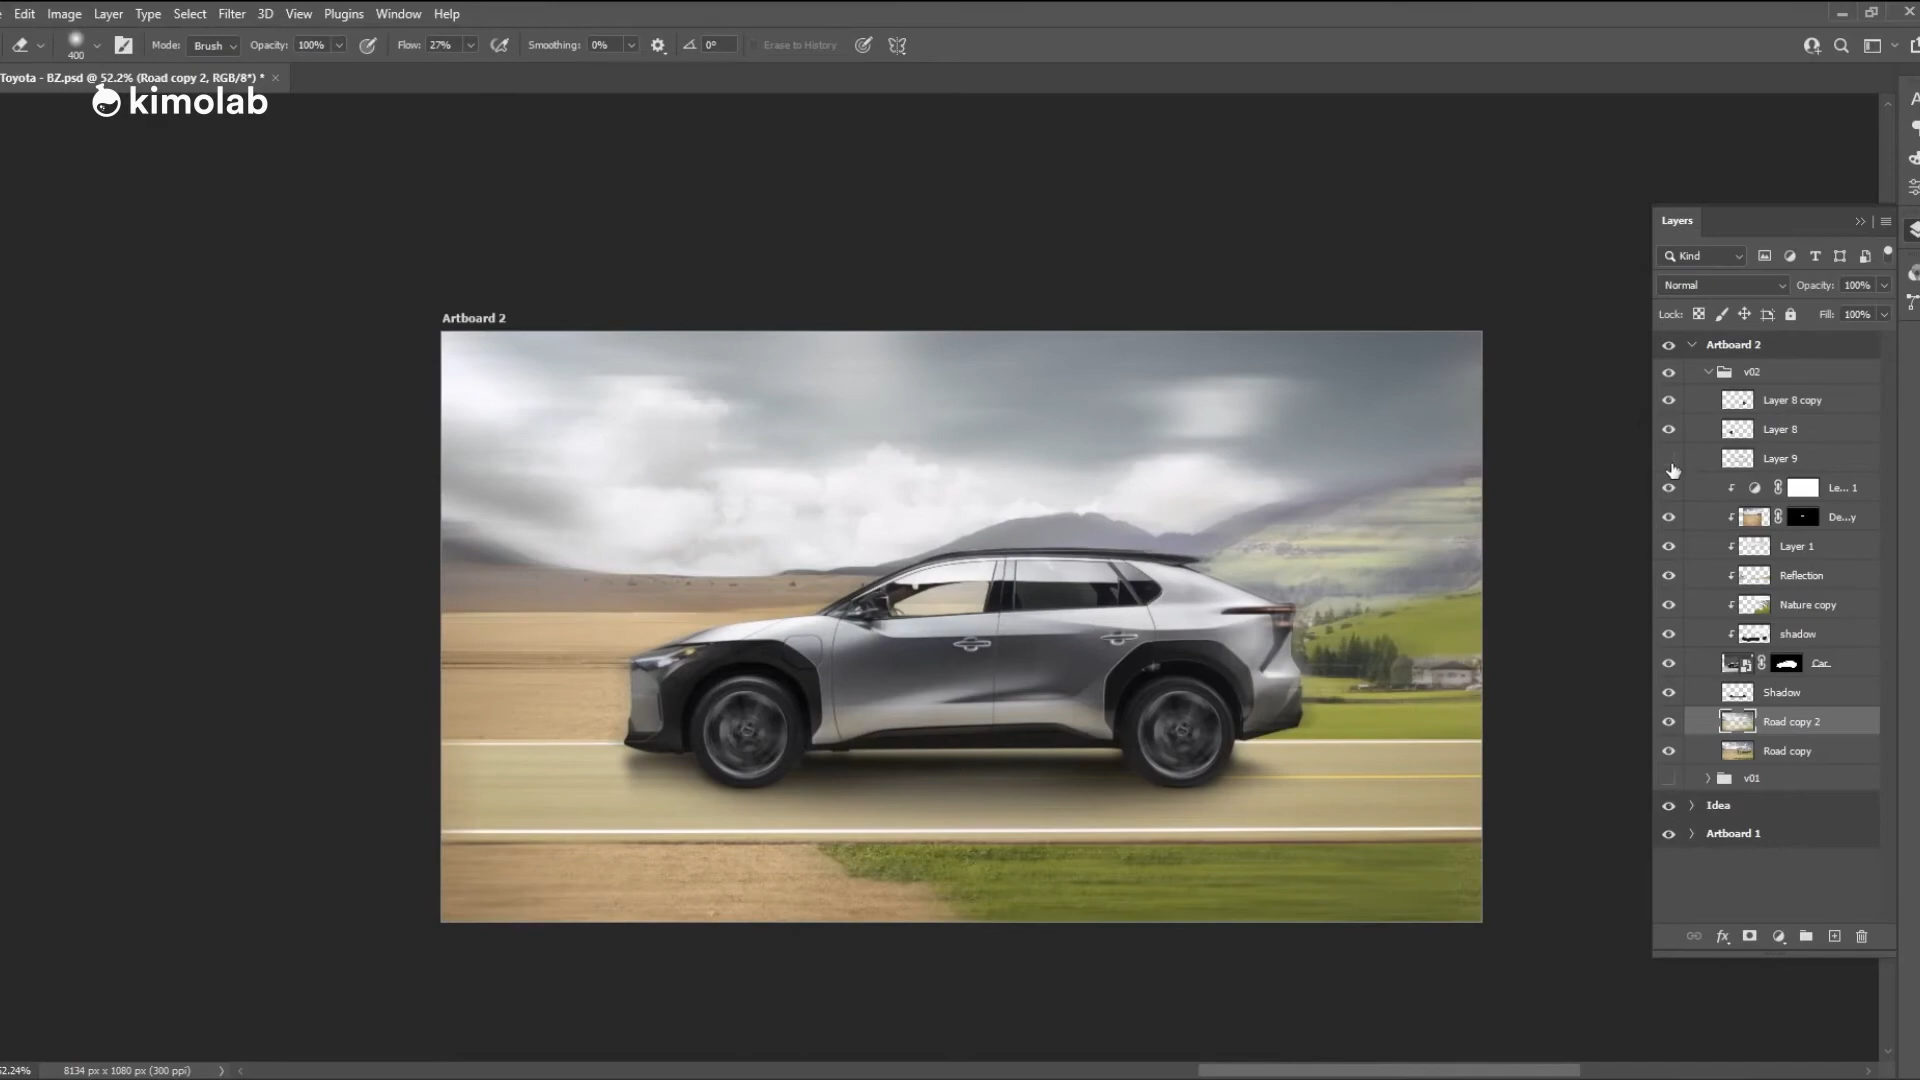 Edit Image Layer Type Select Filter 3D View Plugins Window Help
400 Mode: Brush Opacity: 100% Flow: 27% Smoothing: 0% 0° Erase to History
Toyota - BZ.psd @ 52.2% (Road copy 2, RGB/8*) *
kimolab
Artboard 2
Layers
Kind
Normal Opacity: 100%
Lock: Fill: 100%
Artboard 2
v02
Layer 8 copy
Layer 8
Layer 9
Le... 1
De...y
Layer 1
Reflection
Nature copy
shadow
Car
Shadow
Road copy 2
Road copy
v01
Idea
Artboard 1
52.24% 8134 px x 1080 px (300 ppi)